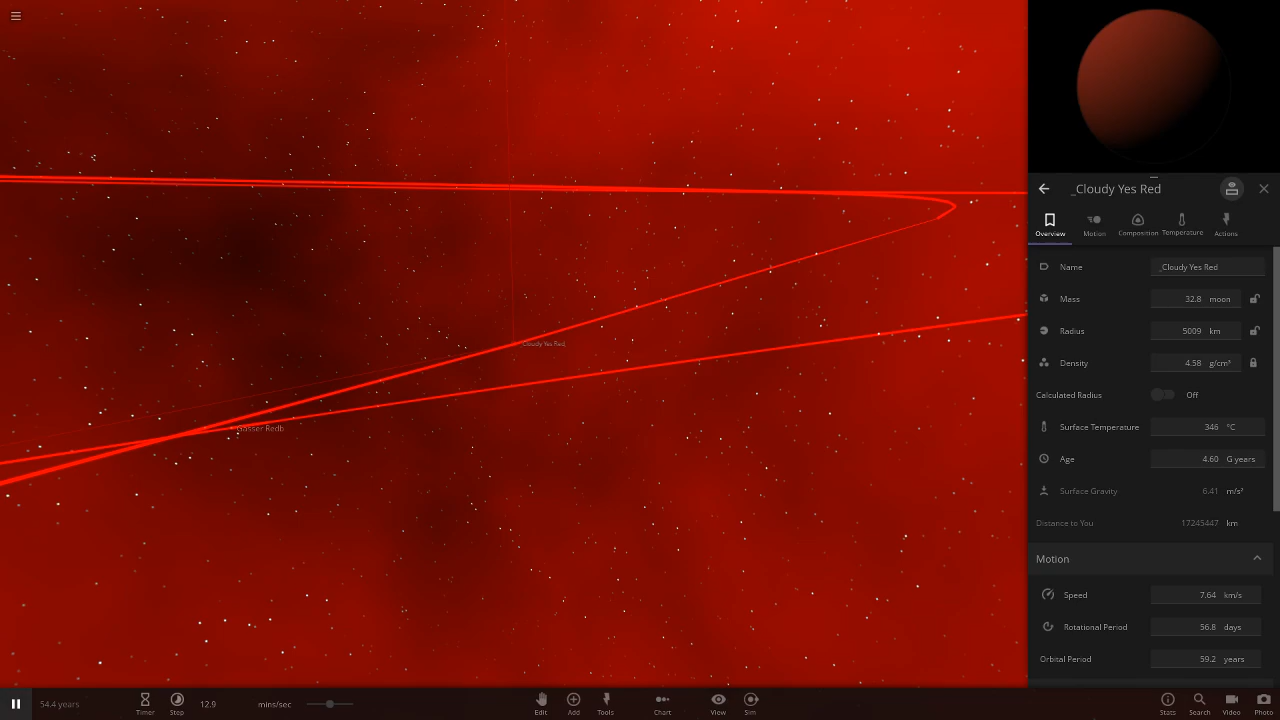 _Cloudy Yes Red
Overview
Motion
Composition
Temperature
Actions
Name
_Cloudy Yes Red
Mass
32.8 moon
Radius
5009 km
Density
4.58 g/cm³
Calculated Radius
Off
Surface Temperature
346 °C
Age
4.60 G years
Surface Gravity
6.41 m/s²
Distance to You
17245447 km
Motion
Speed
7.64 km/s
Rotational Period
56.8 days
Orbital Period
59.2 years
_Cloudy Yes Red
Gasser Redb
54.4 years
Timer
Step
12.9
mins/sec
Edit
Add
Tools
Chart
View
Sim
Stats
Search
Video
Photo